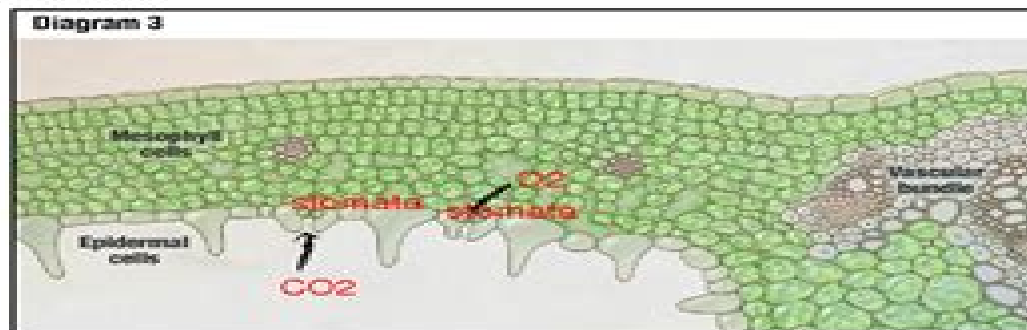 Diagram 3
Mesophyll
cells
O2
stomata
stomata
Vascular
bundle
Epidermal
cells
CO2